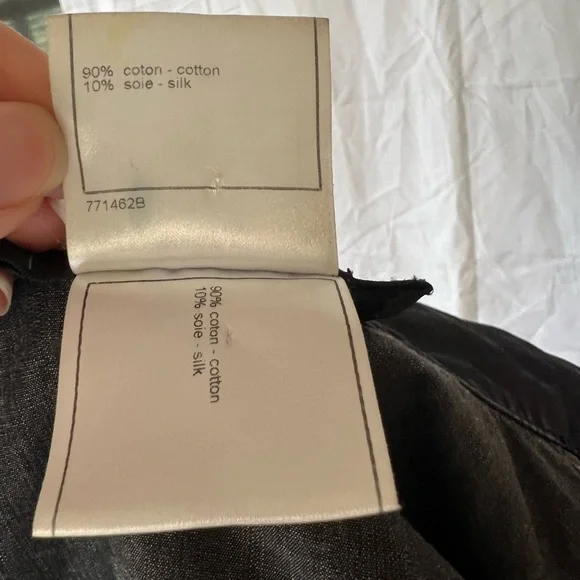 90% coton - cotton
10% soie - silk
771462B
90% coton - cotton
10% soie - silk